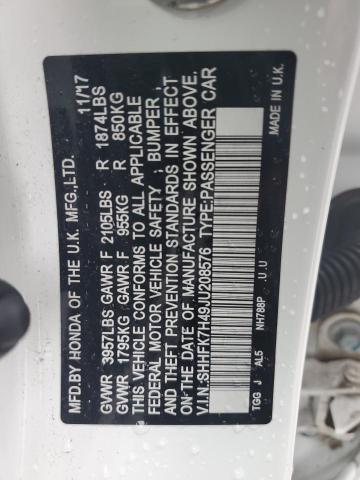 MFD.BY HONDA OF THE U.K. MFG.,LTD. 11/17
GVWR 3957LBS GAWR F 2105LBS R 1874LBS
GVWR 1795KG GAWR F 955KG R 850KG
THIS VEHICLE CONFORMS TO ALL APPLICABLE
FEDERAL MOTOR VEHICLE SAFETY , BUMPER ,
AND THEFT PREVENTION STANDARDS IN EFFECT
ON THE DATE OF MANUFACTURE SHOWN ABOVE.
V.I.N.:SHHFK7H49JU208576 TYPE:PASSENGER CAR
TGG J AL5 NH788P U U MADE IN U.K.